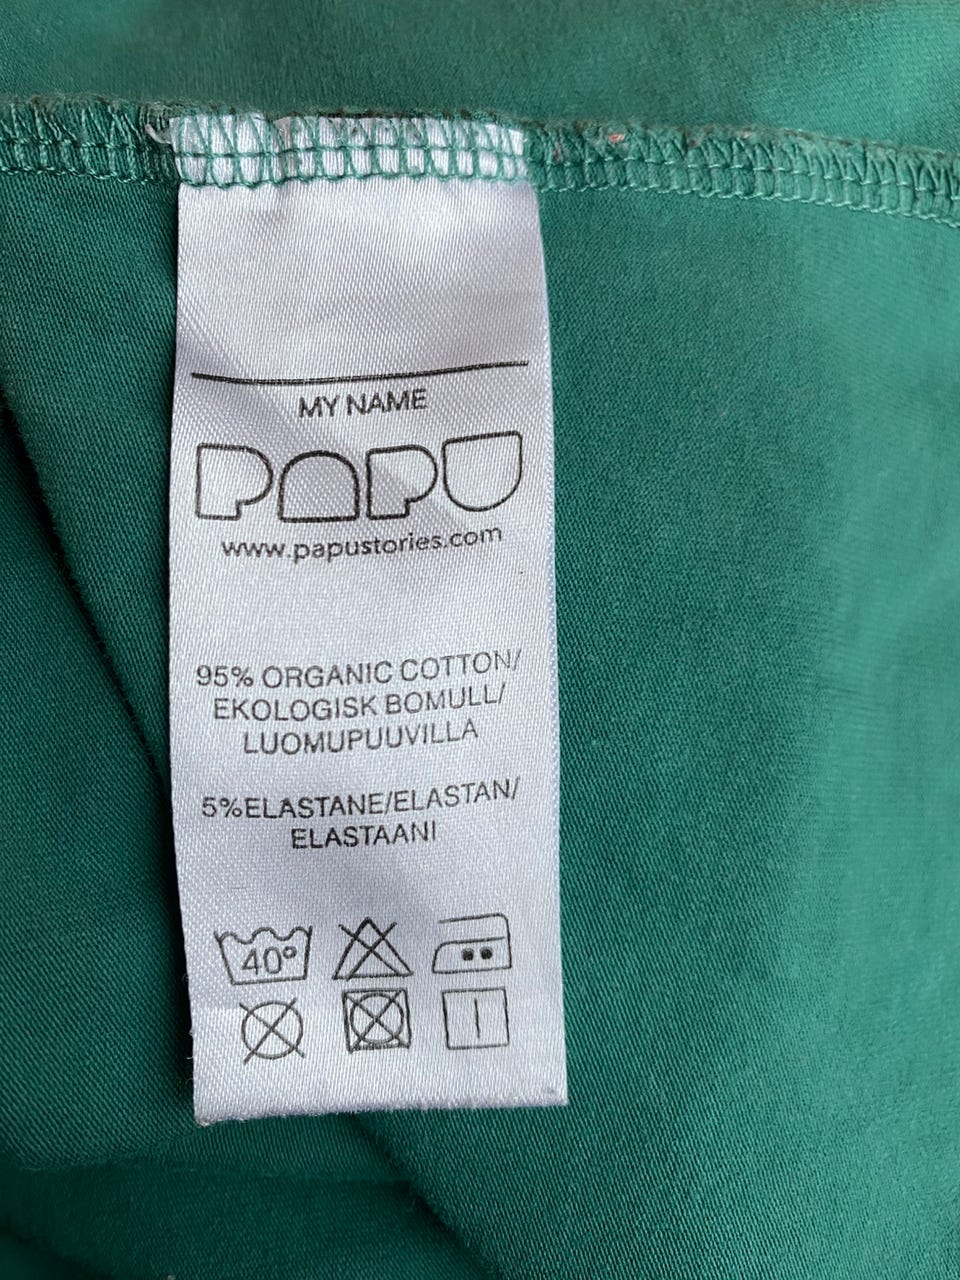 MY NAME
PAPU
www.papustories.com
95% ORGANIC COTTON/
EKOLOGISK BOMULL/
LUOMUPUUVILLA
5%ELASTANE/ELASTAN/
ELASTAANI
40°